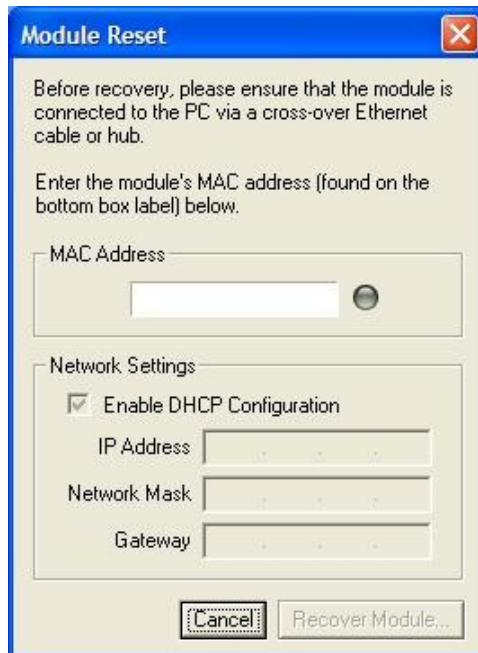 Module Reset
Before recovery, please ensure that the module is
connected to the PC via a cross-over Ethernet
cable or hub.
Enter the module's MAC address (found on the
bottom box label) below.
MAC Address
Network Settings
Enable DHCP Configuration
IP Address
Network Mask
Gateway
Cancel
Recover Module...